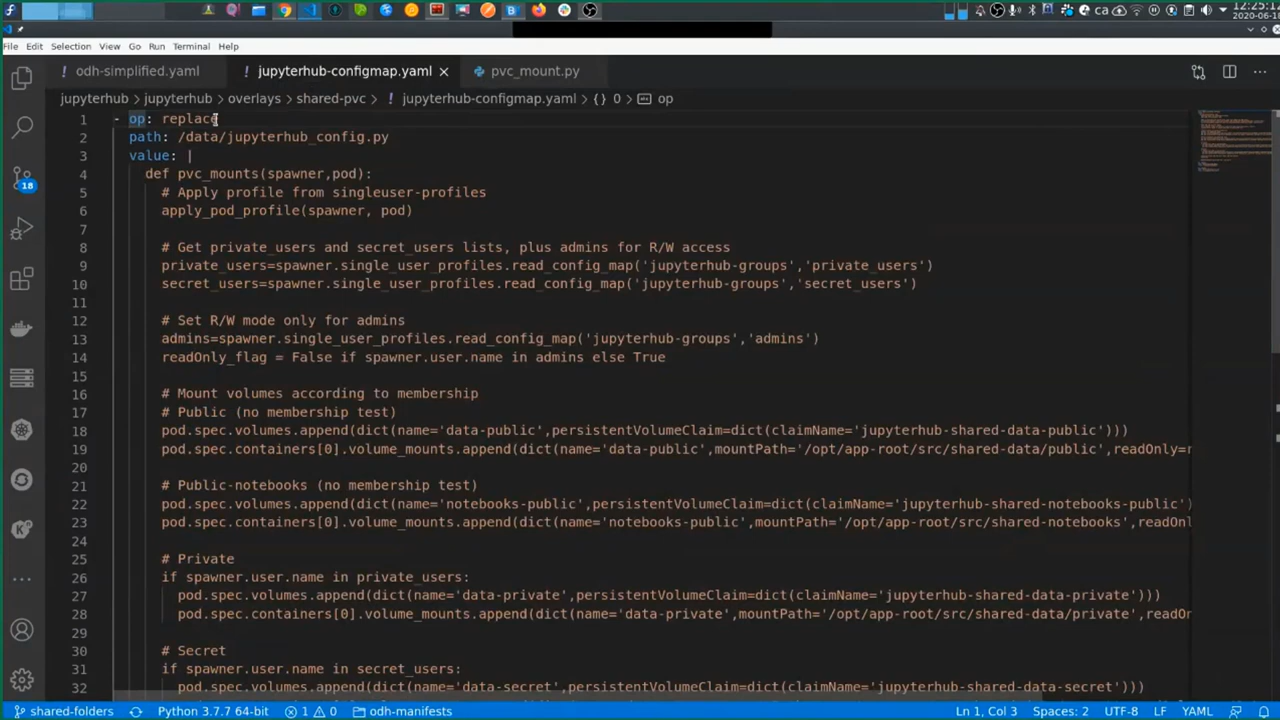 ca
12:25:1
2020-06-1
File Edit Selection View Go Run Terminal Help
odh-simplified.yaml jupyterhub-configmap.yaml × pvc_mount.py
jupyterhub > jupyterhub > overlays > shared-pvc > jupyterhub-configmap.yaml > {} 0 > op
1 - op: replace
2 path: /data/jupyterhub_config.py
3 value: |
4 def pvc_mounts(spawner,pod):
5 # Apply profile from singleuser-profiles
6 apply_pod_profile(spawner, pod)
7
8 # Get private_users and secret_users lists, plus admins for R/W access
9 private_users=spawner.single_user_profiles.read_config_map('jupyterhub-groups','private_users')
10 secret_users=spawner.single_user_profiles.read_config_map('jupyterhub-groups','secret_users')
11
12 # Set R/W mode only for admins
13 admins=spawner.single_user_profiles.read_config_map('jupyterhub-groups','admins')
14 readOnly_flag = False if spawner.user.name in admins else True
15
16 # Mount volumes according to membership
17 # Public (no membership test)
18 pod.spec.volumes.append(dict(name='data-public',persistentVolumeClaim=dict(claimName='jupyterhub-shared-data-public')))
19 pod.spec.containers[0].volume_mounts.append(dict(name='data-public',mountPath='/opt/app-root/src/shared-data/public',readOnly=r
20
21 # Public-notebooks (no membership test)
22 pod.spec.volumes.append(dict(name='notebooks-public',persistentVolumeClaim=dict(claimName='jupyterhub-shared-notebooks-public')
23 pod.spec.containers[0].volume_mounts.append(dict(name='notebooks-public',mountPath='/opt/app-root/src/shared-notebooks',readOnl
24
25 # Private
26 if spawner.user.name in private_users:
27 pod.spec.volumes.append(dict(name='data-private',persistentVolumeClaim=dict(claimName='jupyterhub-shared-data-private')))
28 pod.spec.containers[0].volume_mounts.append(dict(name='data-private',mountPath='/opt/app-root/src/shared-data/private',readOnl
29
30 # Secret
31 if spawner.user.name in secret_users:
32 pod.spec.volumes.append(dict(name='data-secret',persistentVolumeClaim=dict(claimName='jupyterhub-shared-data-secret')))
18
shared-folders Python 3.7.7 64-bit 1 0 odh-manifests Ln 1, Col 3 Spaces: 2 UTF-8 LF YAML